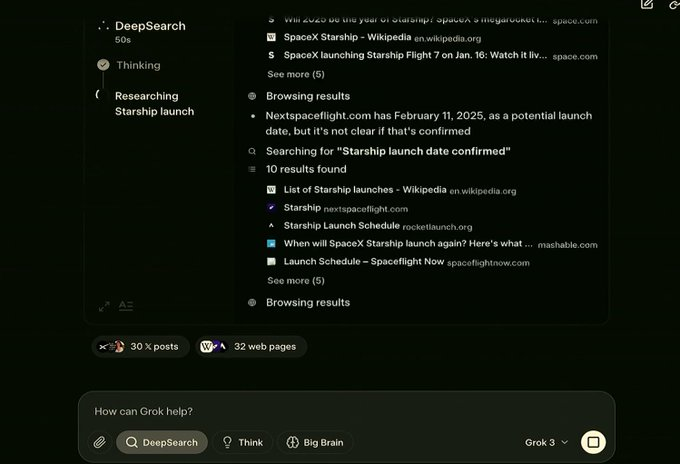 DeepSearch
50s
Thinking
Researching
Starship launch
S Will 2025 be the year of Starship? SpaceX's megarocket i... space.com
W SpaceX Starship - Wikipedia en.wikipedia.org
S SpaceX launching Starship Flight 7 on Jan. 16: Watch it liv... space.com
See more (5)
Browsing results
Nextspaceflight.com has February 11, 2025, as a potential launch
date, but it's not clear if that's confirmed
Searching for "Starship launch date confirmed"
10 results found
W List of Starship launches - Wikipedia en.wikipedia.org
Starship nextspaceflight.com
Starship Launch Schedule rocketlaunch.org
When will SpaceX Starship launch again? Here's what ... mashable.com
Launch Schedule – Spaceflight Now spaceflightnow.com
See more (5)
Browsing results
30 𝕏 posts
W 32 web pages
How can Grok help?
DeepSearch
Think
Big Brain
Grok 3